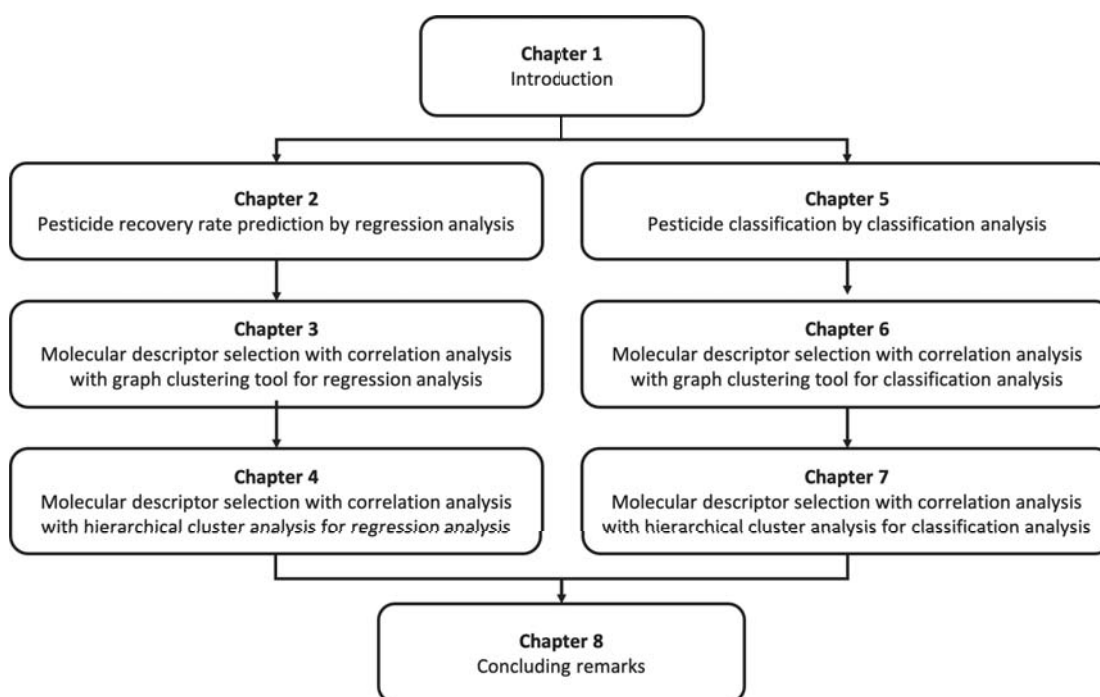 Chapter 1
Introduction
Chapter 2
Pesticide recovery rate prediction by regression analysis
Chapter 3
Molecular descriptor selection with correlation analysis
with graph clustering tool for regression analysis
Chapter 4
Molecular descriptor selection with correlation analysis
with hierarchical cluster analysis for regression analysis
Chapter 5
Pesticide classification by classification analysis
Chapter 6
Molecular descriptor selection with correlation analysis
with graph clustering tool for classification analysis
Chapter 7
Molecular descriptor selection with correlation analysis
with hierarchical cluster analysis for classification analysis
Chapter 8
Concluding remarks